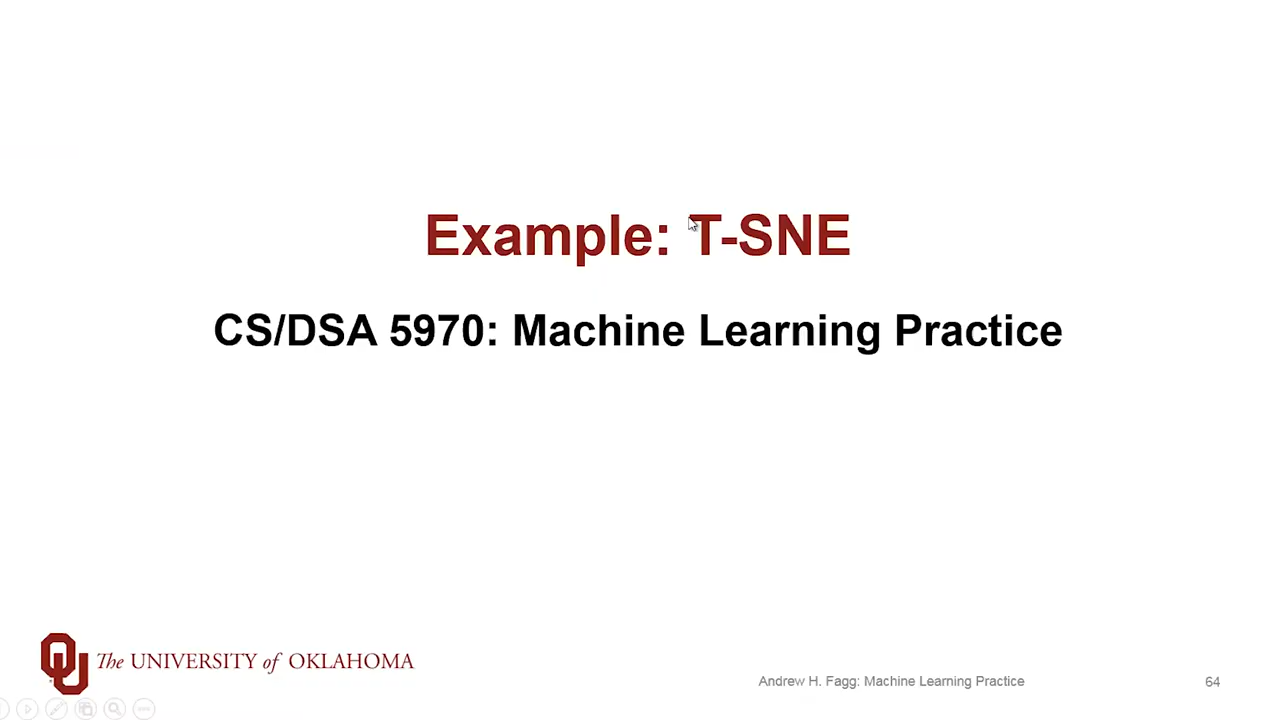 Example: T-SNE
CS/DSA 5970: Machine Learning Practice
The UNIVERSITY of OKLAHOMA
Andrew H. Fagg: Machine Learning Practice
64